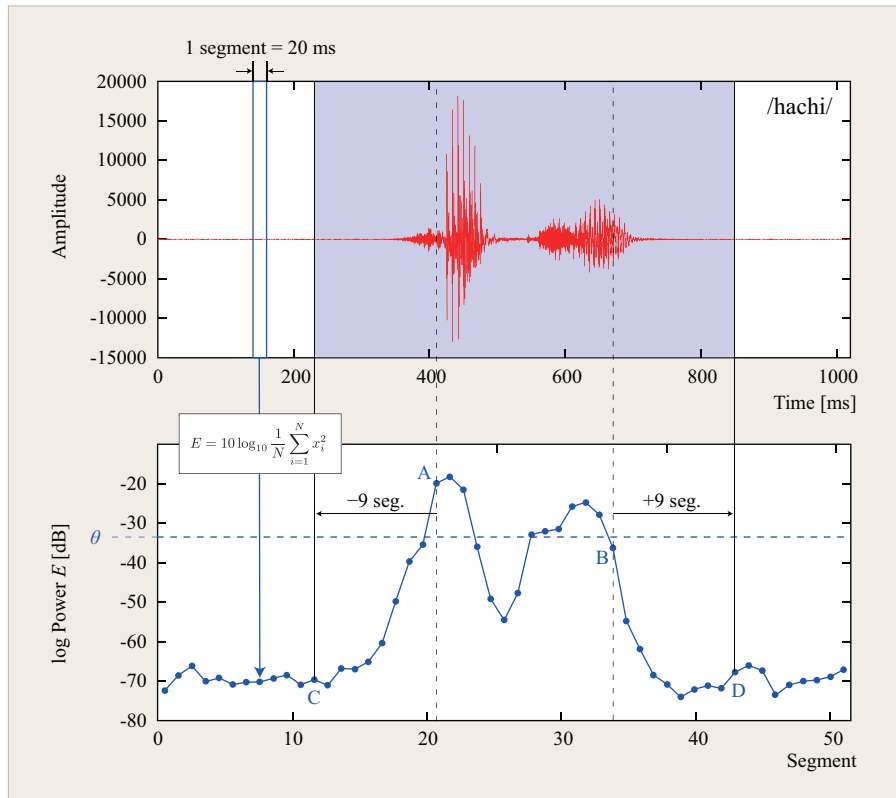 1 segment = 20 ms
/hachi/
20000
15000
10000
5000
0
-5000
-10000
-15000
Amplitude
0 200 400 600 800 1000
Time [ms]
E = 10 log₁₀ 1/N ∑ᵢ₌₁ᴺ xᵢ²
A
−9 seg.
+9 seg.
θ
B
C
D
-20
-30
-40
-50
-60
-70
-80
log Power E [dB]
0 10 20 30 40 50
Segment